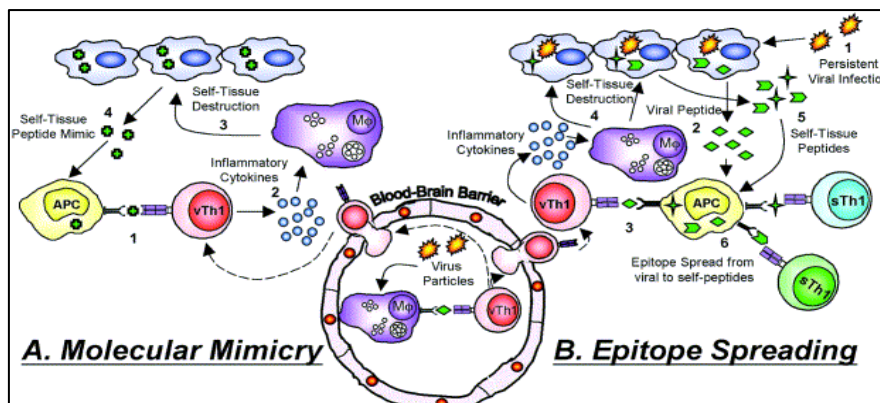 Self-Tissue
Destruction
3
4
Self-Tissue
Peptide Mimic
APC
1
vTh1
Inflammatory
Cytokines
2
Mφ
A. Molecular Mimicry
Blood-Brain Barrier
Virus
Particles
Mφ
vTh1
1
Persistent
Viral Infectio
Self-Tissue
Destruction
4
Viral Peptide
2
5
Self-Tissue
Peptides
Inflammatory
Cytokines
Mφ
vTh1
3
APC
6
sTh1
Epitope Spread from
viral to self-peptides
sTh1
B. Epitope Spreading